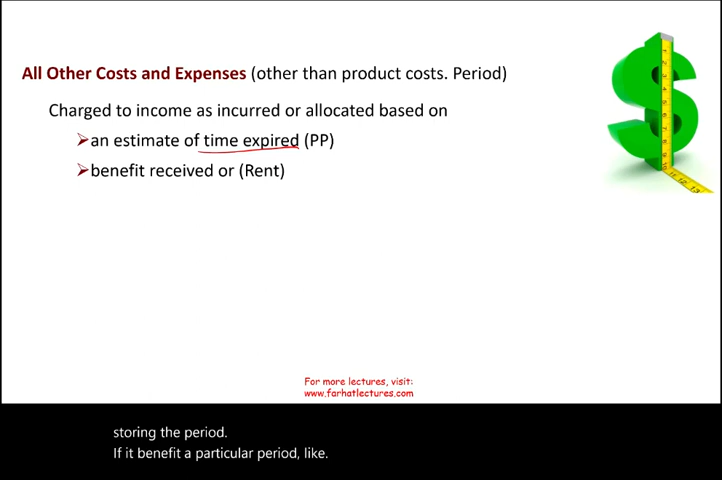 All Other Costs and Expenses (other than product costs. Period)
Charged to income as incurred or allocated based on
➢an estimate of time expired (PP)
➢benefit received or (Rent)
For more lectures, visit:
www.farhatlectures.com
storing the period.
If it benefit a particular period, like.